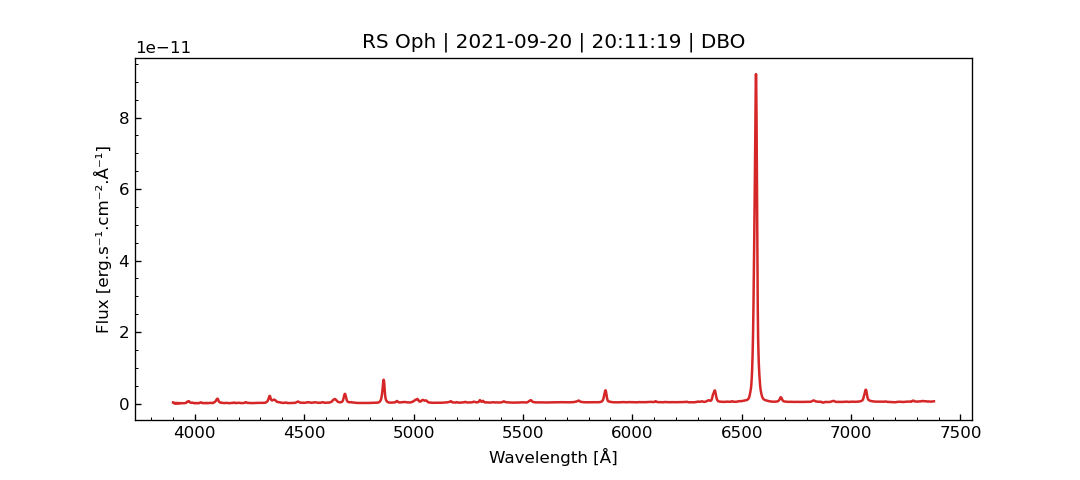 RS Oph | 2021-09-20 | 20:11:19 | DBO
1e−11
8
6
4
2
0
Flux [erg.s⁻¹.cm⁻².Å⁻¹]
4000 4500 5000 5500 6000 6500 7000 7500
Wavelength [Å]